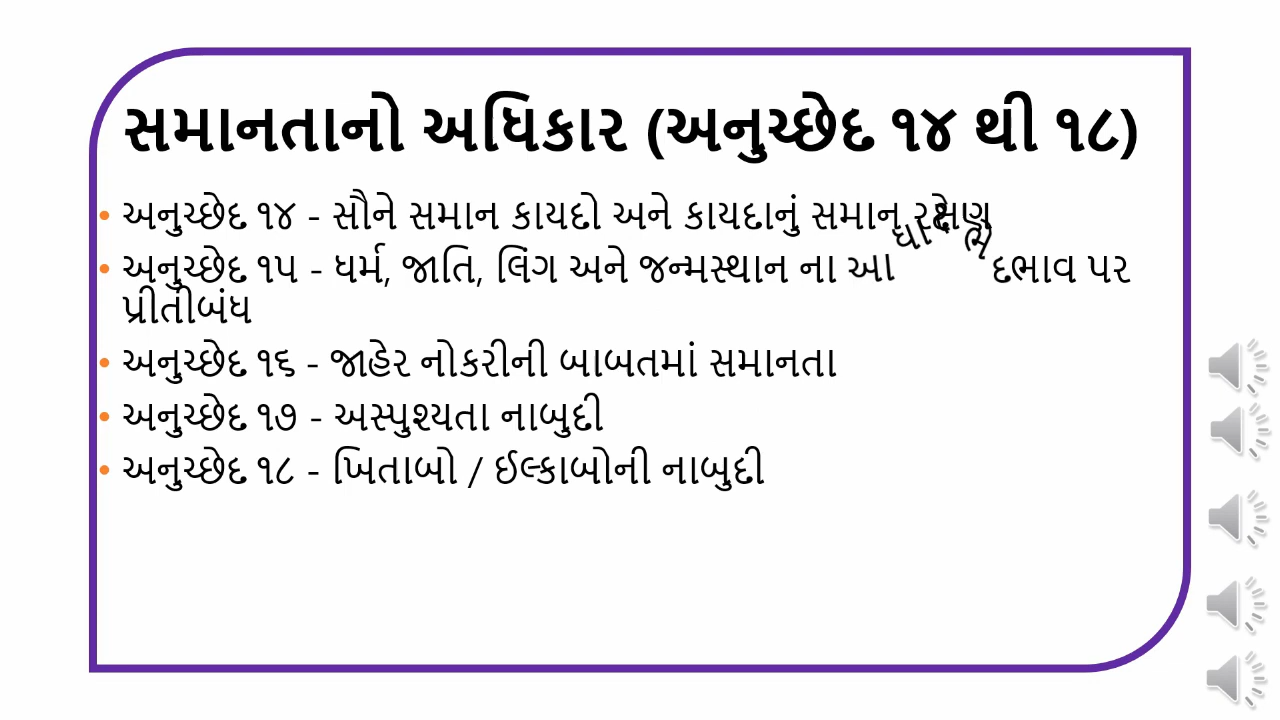 સમાનતાનો અધિકાર (અનુચ્છેદ ૧૪ થી ૧૮)
• અનુચ્છેદ ૧૪ - સૌને સમાન કાયદો અને કાયદાનું સમાન રક્ષણ
• અનુચ્છેદ ૧૫ - ધર્મ, જાતિ, લિંગ અને જન્મસ્થાન ના આધારે ભેદભાવ પર
પ્રીતીબંધ
• અનુચ્છેદ ૧૬ - જાહેર નોકરીની બાબતમાં સમાનતા
• અનુચ્છેદ ૧૭ - અસ્પુશ્યતા નાબુદી
• અનુચ્છેદ ૧૮ - ખિતાબો / ઈલ્કાબોની નાબુદી